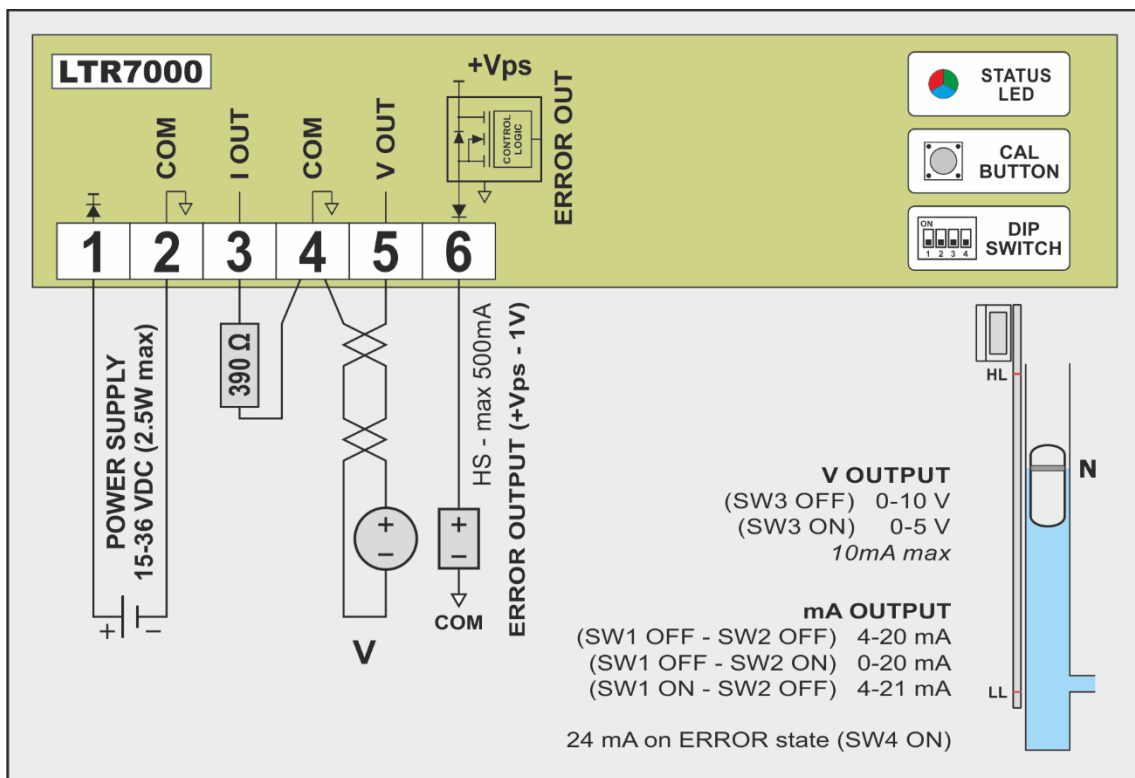 LTR7000
COM
I OUT
COM
V OUT
+Vps
CONTROL
LOGIC
ERROR OUT
1
2
3
4
5
6
STATUS
LED
CAL
BUTTON
ON
1 2 3 4
DIP
SWITCH
POWER SUPPLY
15-36 VDC (2.5W max)
+
–
390 Ω
+
–
V
HS - max 500mA
ERROR OUTPUT (+Vps - 1V)
+
–
COM
V OUTPUT
(SW3 OFF) 0-10 V
(SW3 ON) 0-5 V
10mA max
mA OUTPUT
(SW1 OFF - SW2 OFF) 4-20 mA
(SW1 OFF - SW2 ON) 0-20 mA
(SW1 ON - SW2 OFF) 4-21 mA
24 mA on ERROR state (SW4 ON)
HL
N
LL